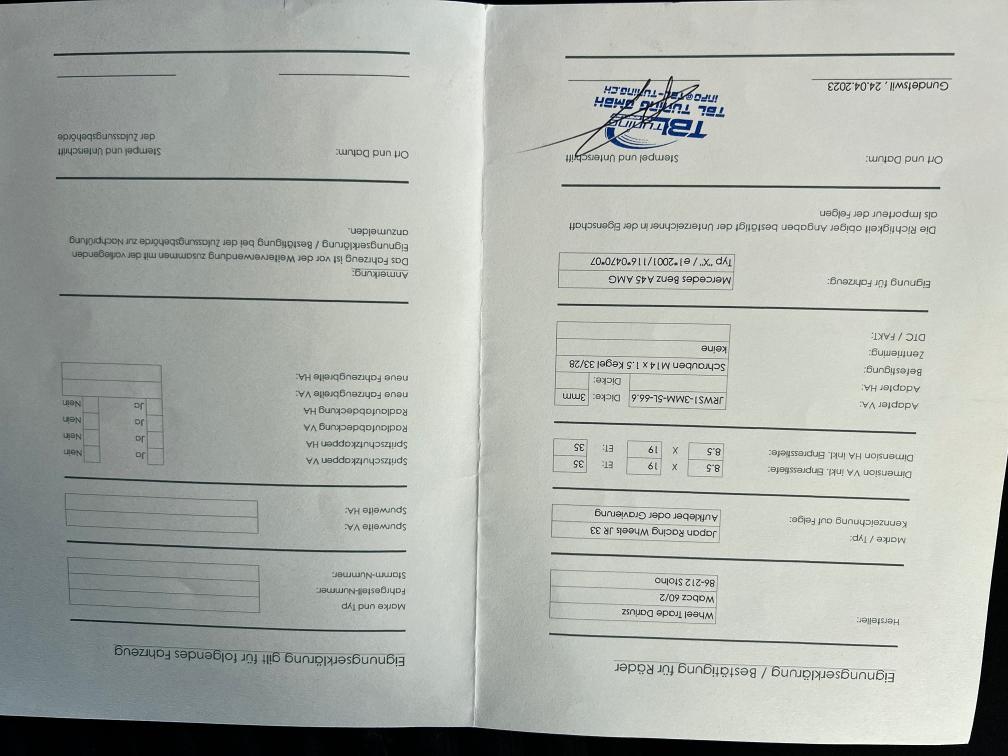 Eignungserklärung / Bestätigung für Räder
Hersteller:
Wheel Trade Dariusz
Wabcz 60/2
86-212 Stolno
Marke / Typ: Japan Racing Wheels JR 33
Kennzeichnung auf Felge: Aufkleber oder Gravierung
Dimension VA inkl. Einpresstiefe: 8.5 X 19 ET: 35
Dimension HA inkl. Einpresstiefe: 8.5 X 19 ET: 35
Adapter VA: JRWS1-3MM-5L-66.6 Dicke: 3mm
Adapter HA: Dicke:
Befestigung: Schrauben M14 x 1.5 Kegel 33/28
Zentrierring: keine
DTC / FAKT:
Eignung für Fahrzeug: Mercedes Benz A45 AMG
Typ "X" / e1*2001/116*0470*07
Die Richtigkeit obiger Angaben bestätigt der Unterzeichner in der Eigenschaft
als Importeur der Felgen
Ort und Datum: Stempel und Unterschrift
TBL
Tuning
TBL TUNING GMBH
INFO@TBL-TUNING.CH
Gundetswil, 24.04.2023
Eignungserklärung gilt für folgendes Fahrzeug
Marke und Typ
Fahrgestell-Nummer:
Stamm-Nummer:
Spurweite VA:
Spurweite HA:
Spritzschutzkappen VA Ja Nein
Spritzschutzkappen HA Ja Nein
Radlaufabdeckung VA Ja Nein
Radlaufabdeckung HA Ja Nein
neue Fahrzeugbreite VA:
neue Fahrzeugbreite HA:
Anmerkung:
Das Fahrzeug ist vor der Weiterverwendung zusammen mit der vorliegenden
Eignungserklärung / Bestätigung bei der Zulassungsbehörde zur Nachprüfung
anzumelden.
Ort und Datum: Stempel und Unterschrift
der Zulassungsbehörde